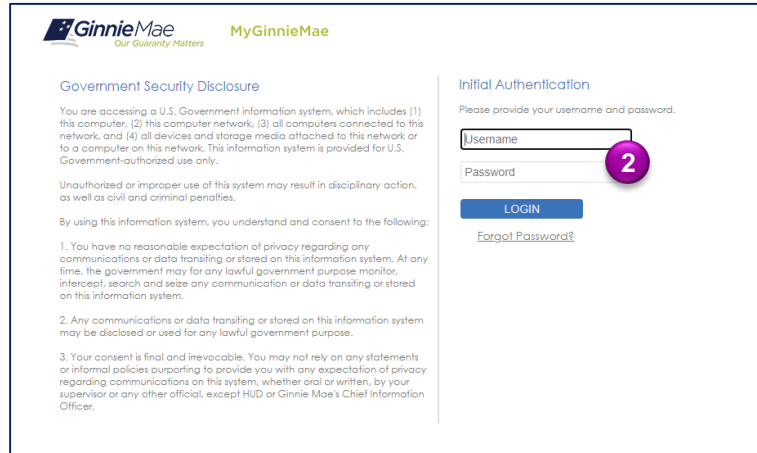 GinnieMae
Our Guaranty Matters
MyGinnieMae
Government Security Disclosure
You are accessing a U.S. Government information system, which includes (1)
this computer, (2) this computer network, (3) all computers connected to this
network, and (4) all devices and storage media attached to this network or
to a computer on this network. This information system is provided for U.S.
Government-authorized use only.
Unauthorized or improper use of this system may result in disciplinary action,
as well as civil and criminal penalties.
By using this information system, you understand and consent to the following:
1. You have no reasonable expectation of privacy regarding any
communications or data transiting or stored on this information system. At any
time, the government may for any lawful government purpose monitor,
intercept, search and seize any communication or data transiting or stored
on this information system.
2. Any communications or data transiting or stored on this information system
may be disclosed or used for any lawful government purpose.
3. Your consent is final and irrevocable. You may not rely on any statements
or informal policies purporting to provide you with any expectation of privacy
regarding communications on this system, whether oral or written, by your
supervisor or any other official, except HUD or Ginnie Mae's Chief Information
Officer.
Initial Authentication
Please provide your username and password.
Username
Password
2
LOGIN
Forgot Password?